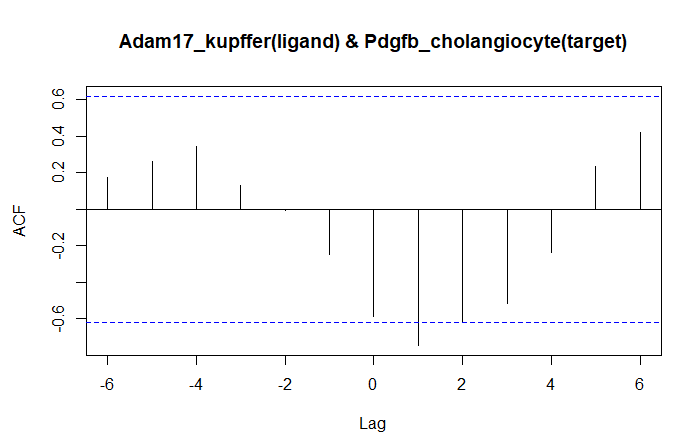 Adam17_kupffer(ligand) & Pdgfb_cholangiocyte(target)
0.6
0.4
0.2
-0.2
-0.6
ACF
-6 -4 -2 0 2 4 6
Lag